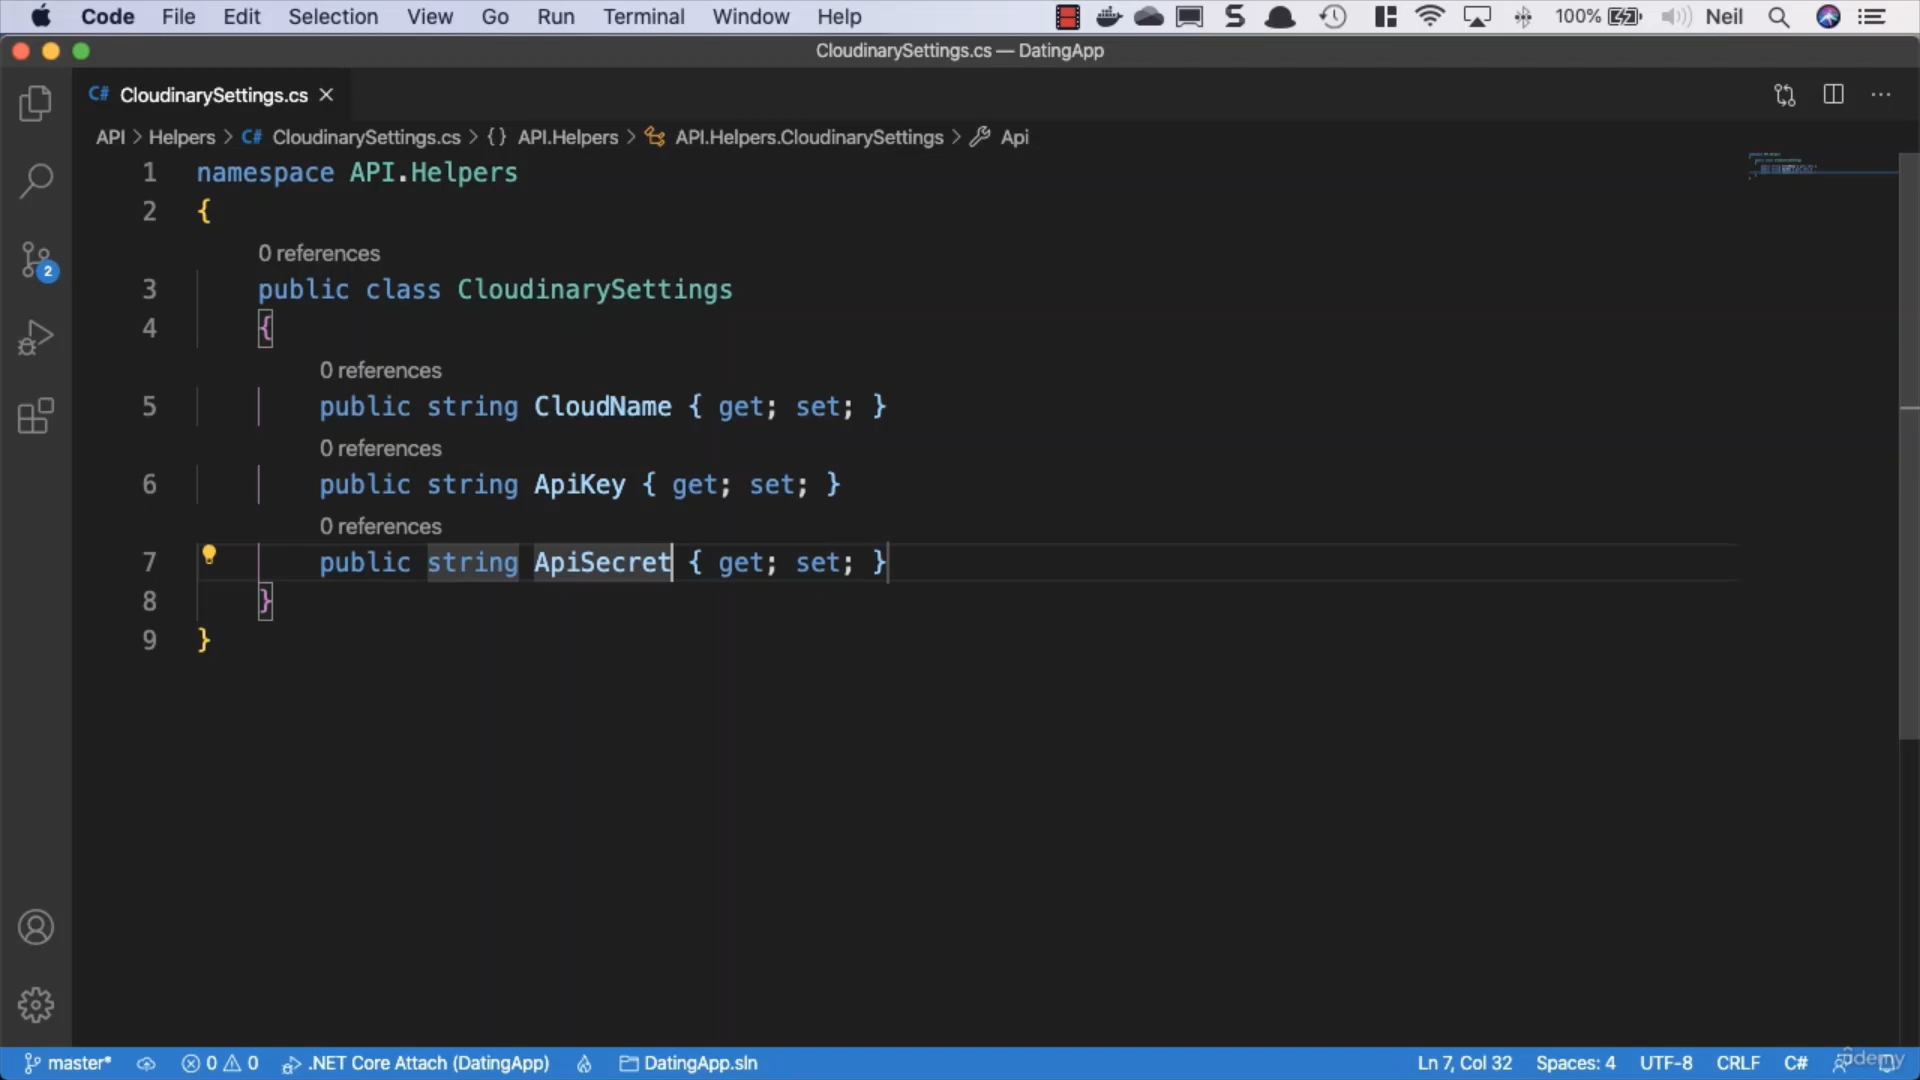 Code File Edit Selection View Go Run Terminal Window Help 100% Neil
CloudinarySettings.cs — DatingApp
C# CloudinarySettings.cs
API > Helpers > C# CloudinarySettings.cs > {} API.Helpers > API.Helpers.CloudinarySettings > Api
1 namespace API.Helpers
2 {
0 references
3 public class CloudinarySettings
4 {
0 references
5 public string CloudName { get; set; }
0 references
6 public string ApiKey { get; set; }
0 references
7 public string ApiSecret { get; set; }
8 }
9 }
2
master* 0 0 .NET Core Attach (DatingApp) DatingApp.sln Ln 7, Col 32 Spaces: 4 UTF-8 CRLF C#
udemy